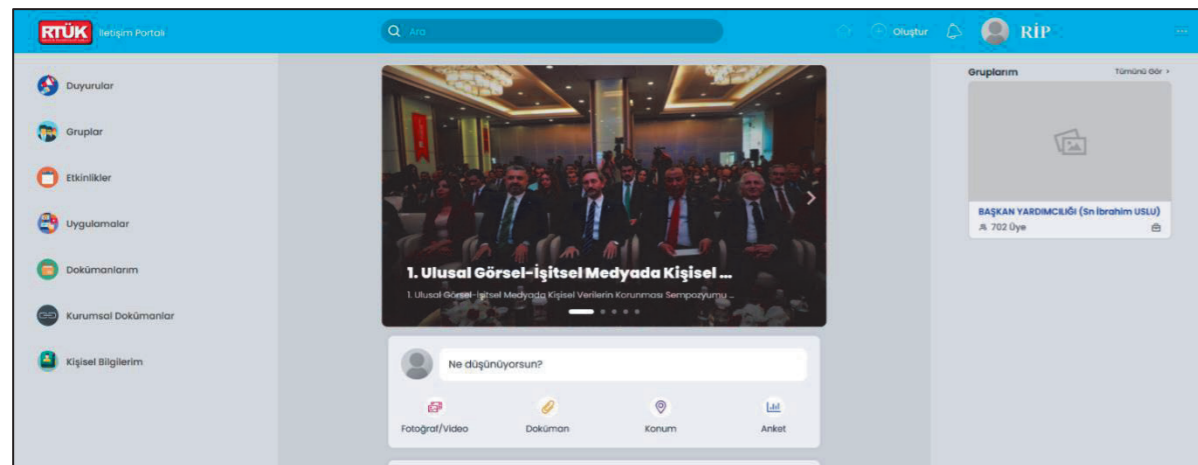 RTÜK İletişim Portalı
Ara
Oluştur
RİP
Duyurular
Gruplar
Etkinlikler
Uygulamalar
Dokümanlarım
Kurumsal Dokümanlar
Kişisel Bilgilerim
1. Ulusal Görsel-İşitsel Medyada Kişisel ...
1. Ulusal Görsel-İşitsel Medyada Kişisel Verilerin Korunması Sempozyumu ...
Ne düşünüyorsun?
Fotoğraf/Video
Doküman
Konum
Anket
Gruplarım
Tümünü Gör >
BAŞKAN YARDIMCILIĞI (Sn İbrahim USLU)
702 Üye